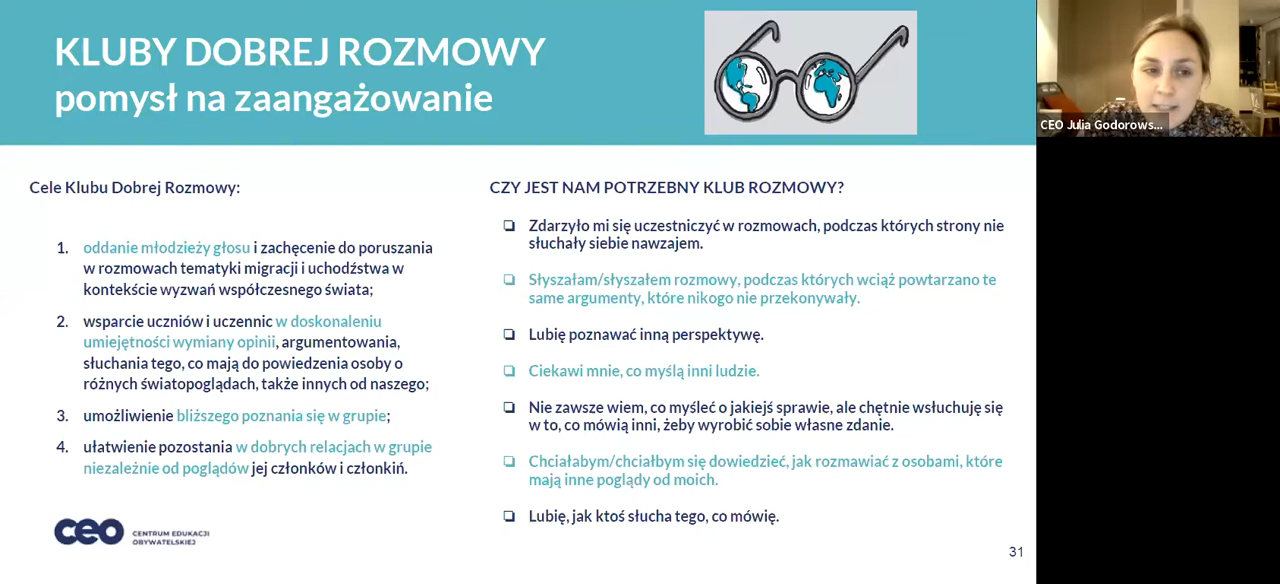 KLUBY DOBREJ ROZMOWY
pomysł na zaangażowanie
CEO Julia Godorows...
Cele Klubu Dobrej Rozmowy:
1. oddanie młodzieży głosu i zachęcenie do poruszania
w rozmowach tematyki migracji i uchodźstwa w
kontekście wyzwań współczesnego świata;
2. wsparcie uczniów i uczennic w doskonaleniu
umiejętności wymiany opinii, argumentowania,
słuchania tego, co mają do powiedzenia osoby o
różnych światopoglądach, także innych od naszego;
3. umożliwienie bliższego poznania się w grupie;
4. ułatwienie pozostania w dobrych relacjach w grupie
niezależnie od poglądów jej członków i członkiń.
CZY JEST NAM POTRZEBNY KLUB ROZMOWY?
❏ Zdarzyło mi się uczestniczyć w rozmowach, podczas których strony nie
słuchały siebie nawzajem.
❏ Słyszałam/słyszałem rozmowy, podczas których wciąż powtarzano te
same argumenty, które nikogo nie przekonywały.
❏ Lubię poznawać inną perspektywę.
❏ Ciekawi mnie, co myślą inni ludzie.
❏ Nie zawsze wiem, co myśleć o jakiejś sprawie, ale chętnie wsłuchuję się
w to, co mówią inni, żeby wyrobić sobie własne zdanie.
❏ Chciałabym/chciałbym się dowiedzieć, jak rozmawiać z osobami, które
mają inne poglądy od moich.
❏ Lubię, jak ktoś słucha tego, co mówię.
ceo CENTRUM EDUKACJI
OBYWATELSKIEJ
31